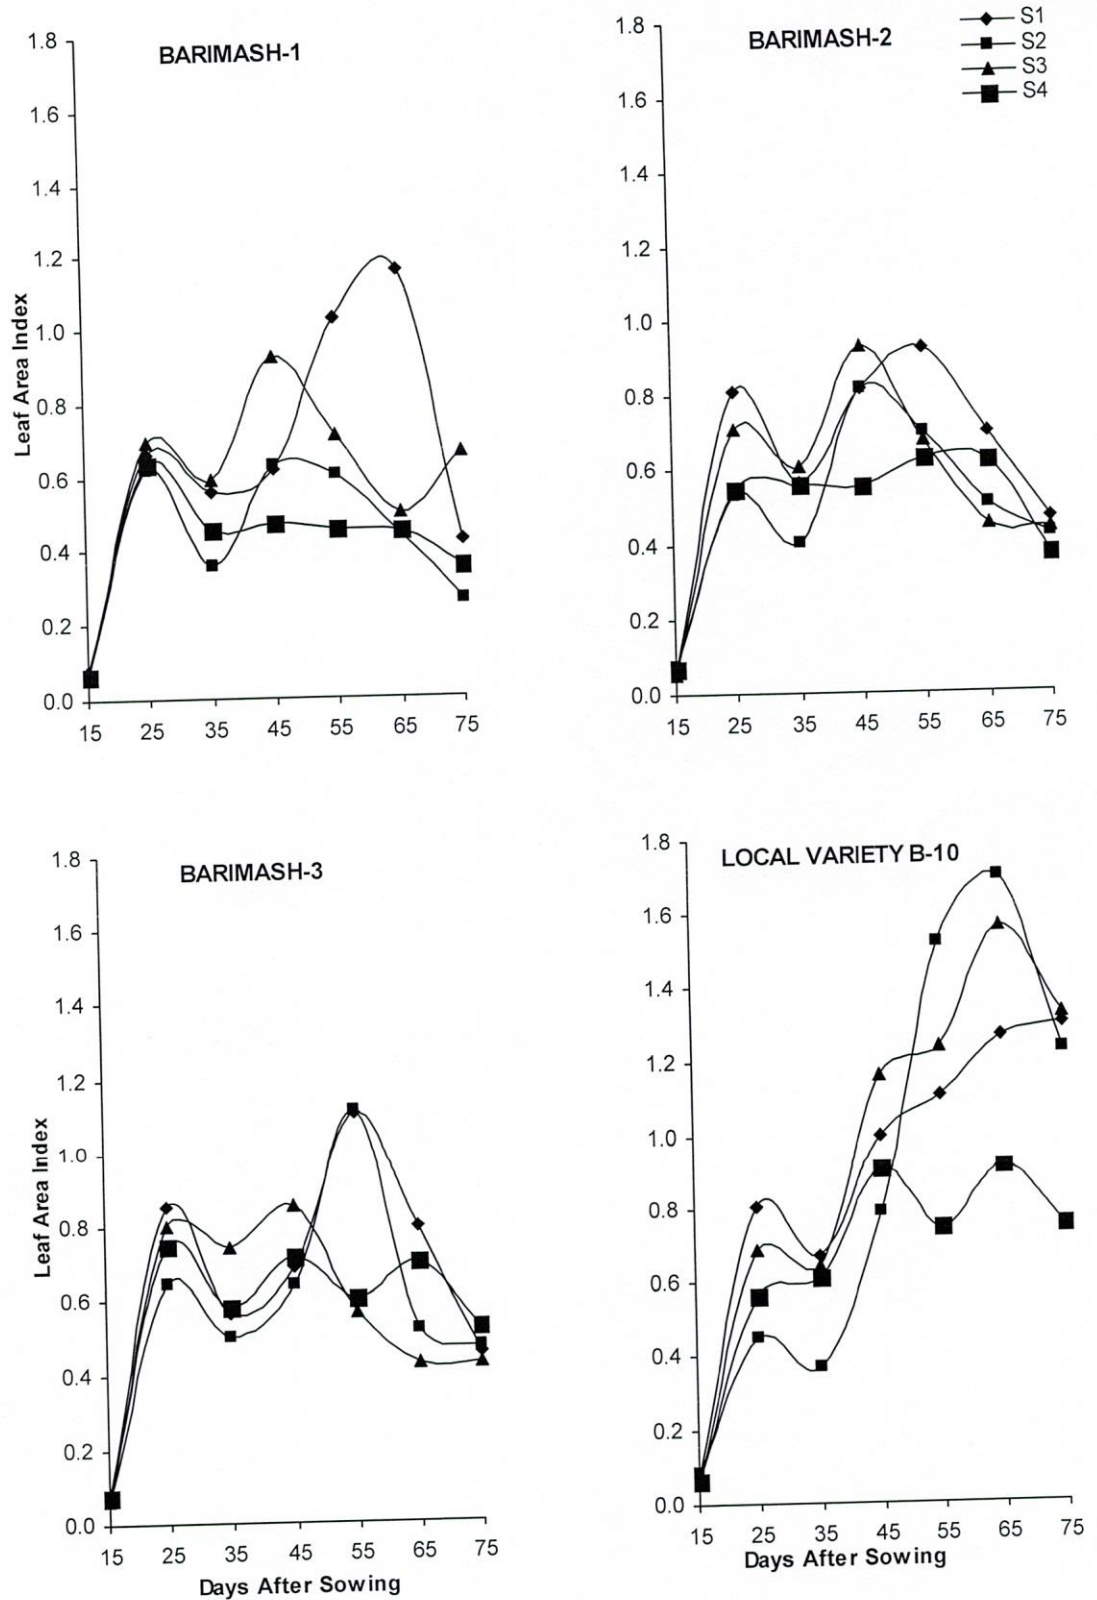 BARIMASH-1
1.8
1.6
1.4
1.2
1.0
0.8
0.6
0.4
0.2
0.0
Leaf Area Index
15 25 35 45 55 65 75
BARIMASH-2
S1
S2
S3
S4
1.8
1.6
1.4
1.2
1.0
0.8
0.6
0.4
0.2
0.0
15 25 35 45 55 65 75
BARIMASH-3
1.8
1.6
1.4
1.2
1.0
0.8
0.6
0.4
0.2
0.0
Leaf Area Index
15 25 35 45 55 65 75
Days After Sowing
LOCAL VARIETY B-10
1.8
1.6
1.4
1.2
1.0
0.8
0.6
0.4
0.2
0.0
15 25 35 45 55 65 75
Days After Sowing